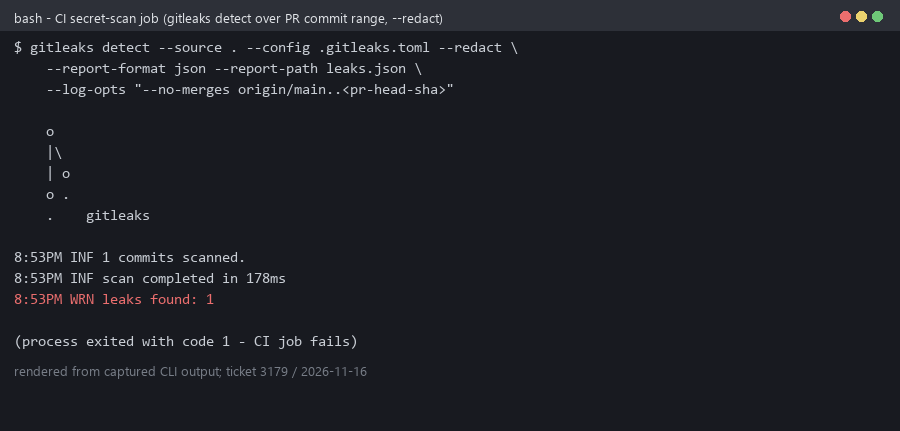 bash - CI secret-scan job (gitleaks detect over PR commit range, --redact)
$ gitleaks detect --source . --config .gitleaks.toml --redact \
    --report-format json --report-path leaks.json \
    --log-opts "--no-merges origin/main..<pr-head-sha>"
    o
    |\
    | o
    o .
    .    gitleaks
8:53PM INF 1 commits scanned.
8:53PM INF scan completed in 178ms
8:53PM WRN leaks found: 1
(process exited with code 1 - CI job fails)
rendered from captured CLI output; ticket 3179 / 2026-11-16